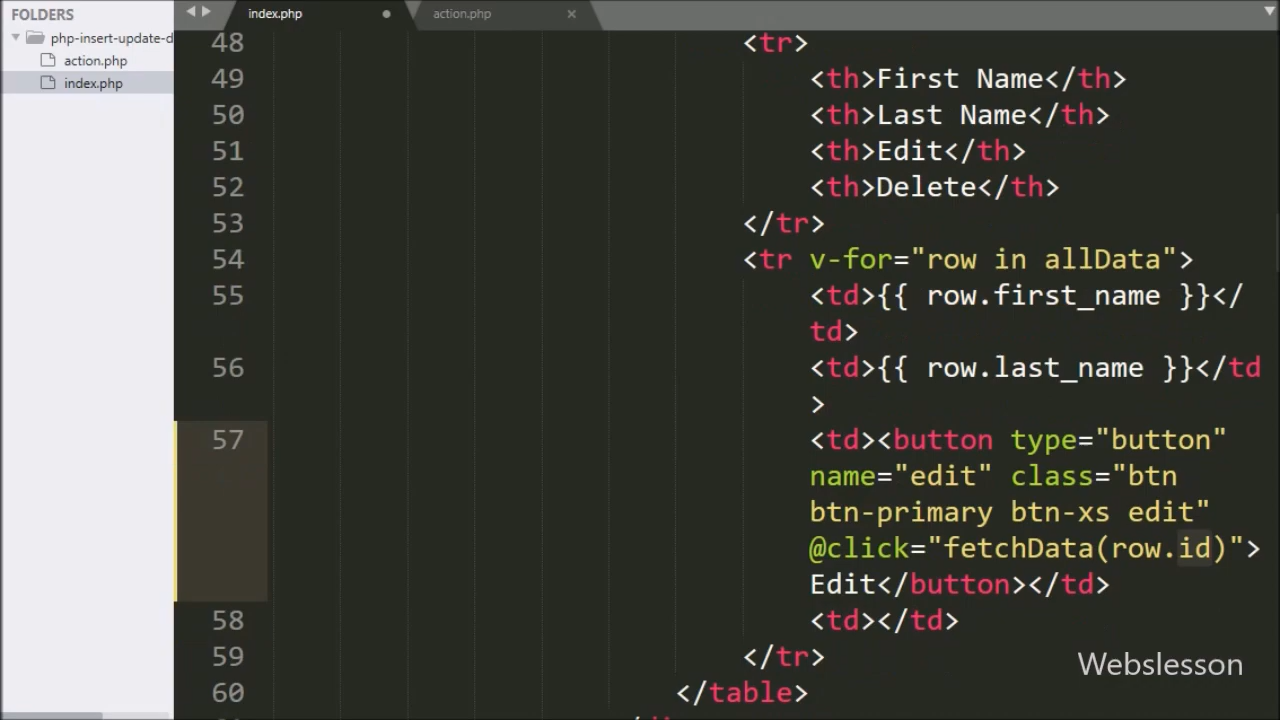 FOLDERS
index.php
action.php
php-insert-update-d
action.php
index.php
48 <tr>
49 <th>First Name</th>
50 <th>Last Name</th>
51 <th>Edit</th>
52 <th>Delete</th>
53 </tr>
54 <tr v-for="row in allData">
55 <td>{{ row.first_name }}</
td>
56 <td>{{ row.last_name }}</td
>
57 <td><button type="button"
name="edit" class="btn
btn-primary btn-xs edit"
@click="fetchData(row.id)">
Edit</button></td>
58 <td></td>
59 </tr>
Webslesson
60 </table>